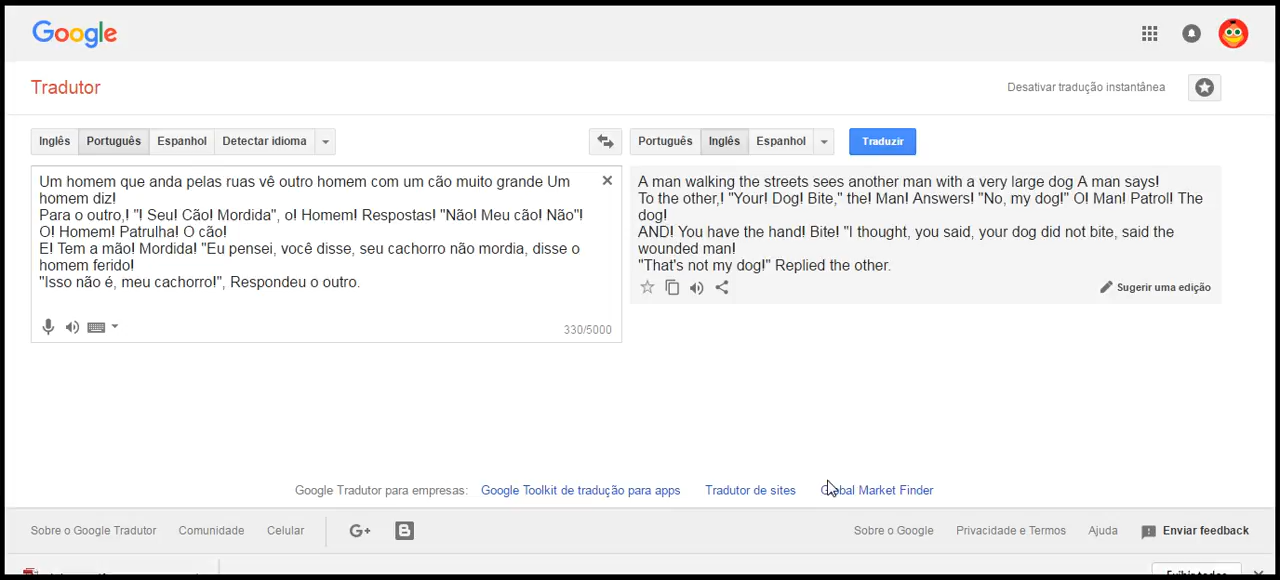 Google
Tradutor
Desativar tradução instantânea
Inglês Português Espanhol Detectar idioma
Português Inglês Espanhol Traduzir
Um homem que anda pelas ruas vê outro homem com um cão muito grande Um
homem diz!
Para o outro,! "! Seu! Cão! Mordida", o! Homem! Respostas! "Não! Meu cão! Não"!
O! Homem! Patrulha! O cão!
E! Tem a mão! Mordida! "Eu pensei, você disse, seu cachorro não mordia, disse o
homem ferido!
"Isso não é, meu cachorro!", Respondeu o outro.
330/5000
A man walking the streets sees another man with a very large dog A man says!
To the other,! "Your! Dog! Bite," the! Man! Answers! "No, my dog!" O! Man! Patrol! The
dog!
AND! You have the hand! Bite! "I thought, you said, your dog did not bite, said the
wounded man!
"That's not my dog!" Replied the other.
Sugerir uma edição
Google Tradutor para empresas: Google Toolkit de tradução para apps Tradutor de sites Global Market Finder
Sobre o Google Tradutor Comunidade Celular G+ B Sobre o Google Privacidade e Termos Ajuda Enviar feedback